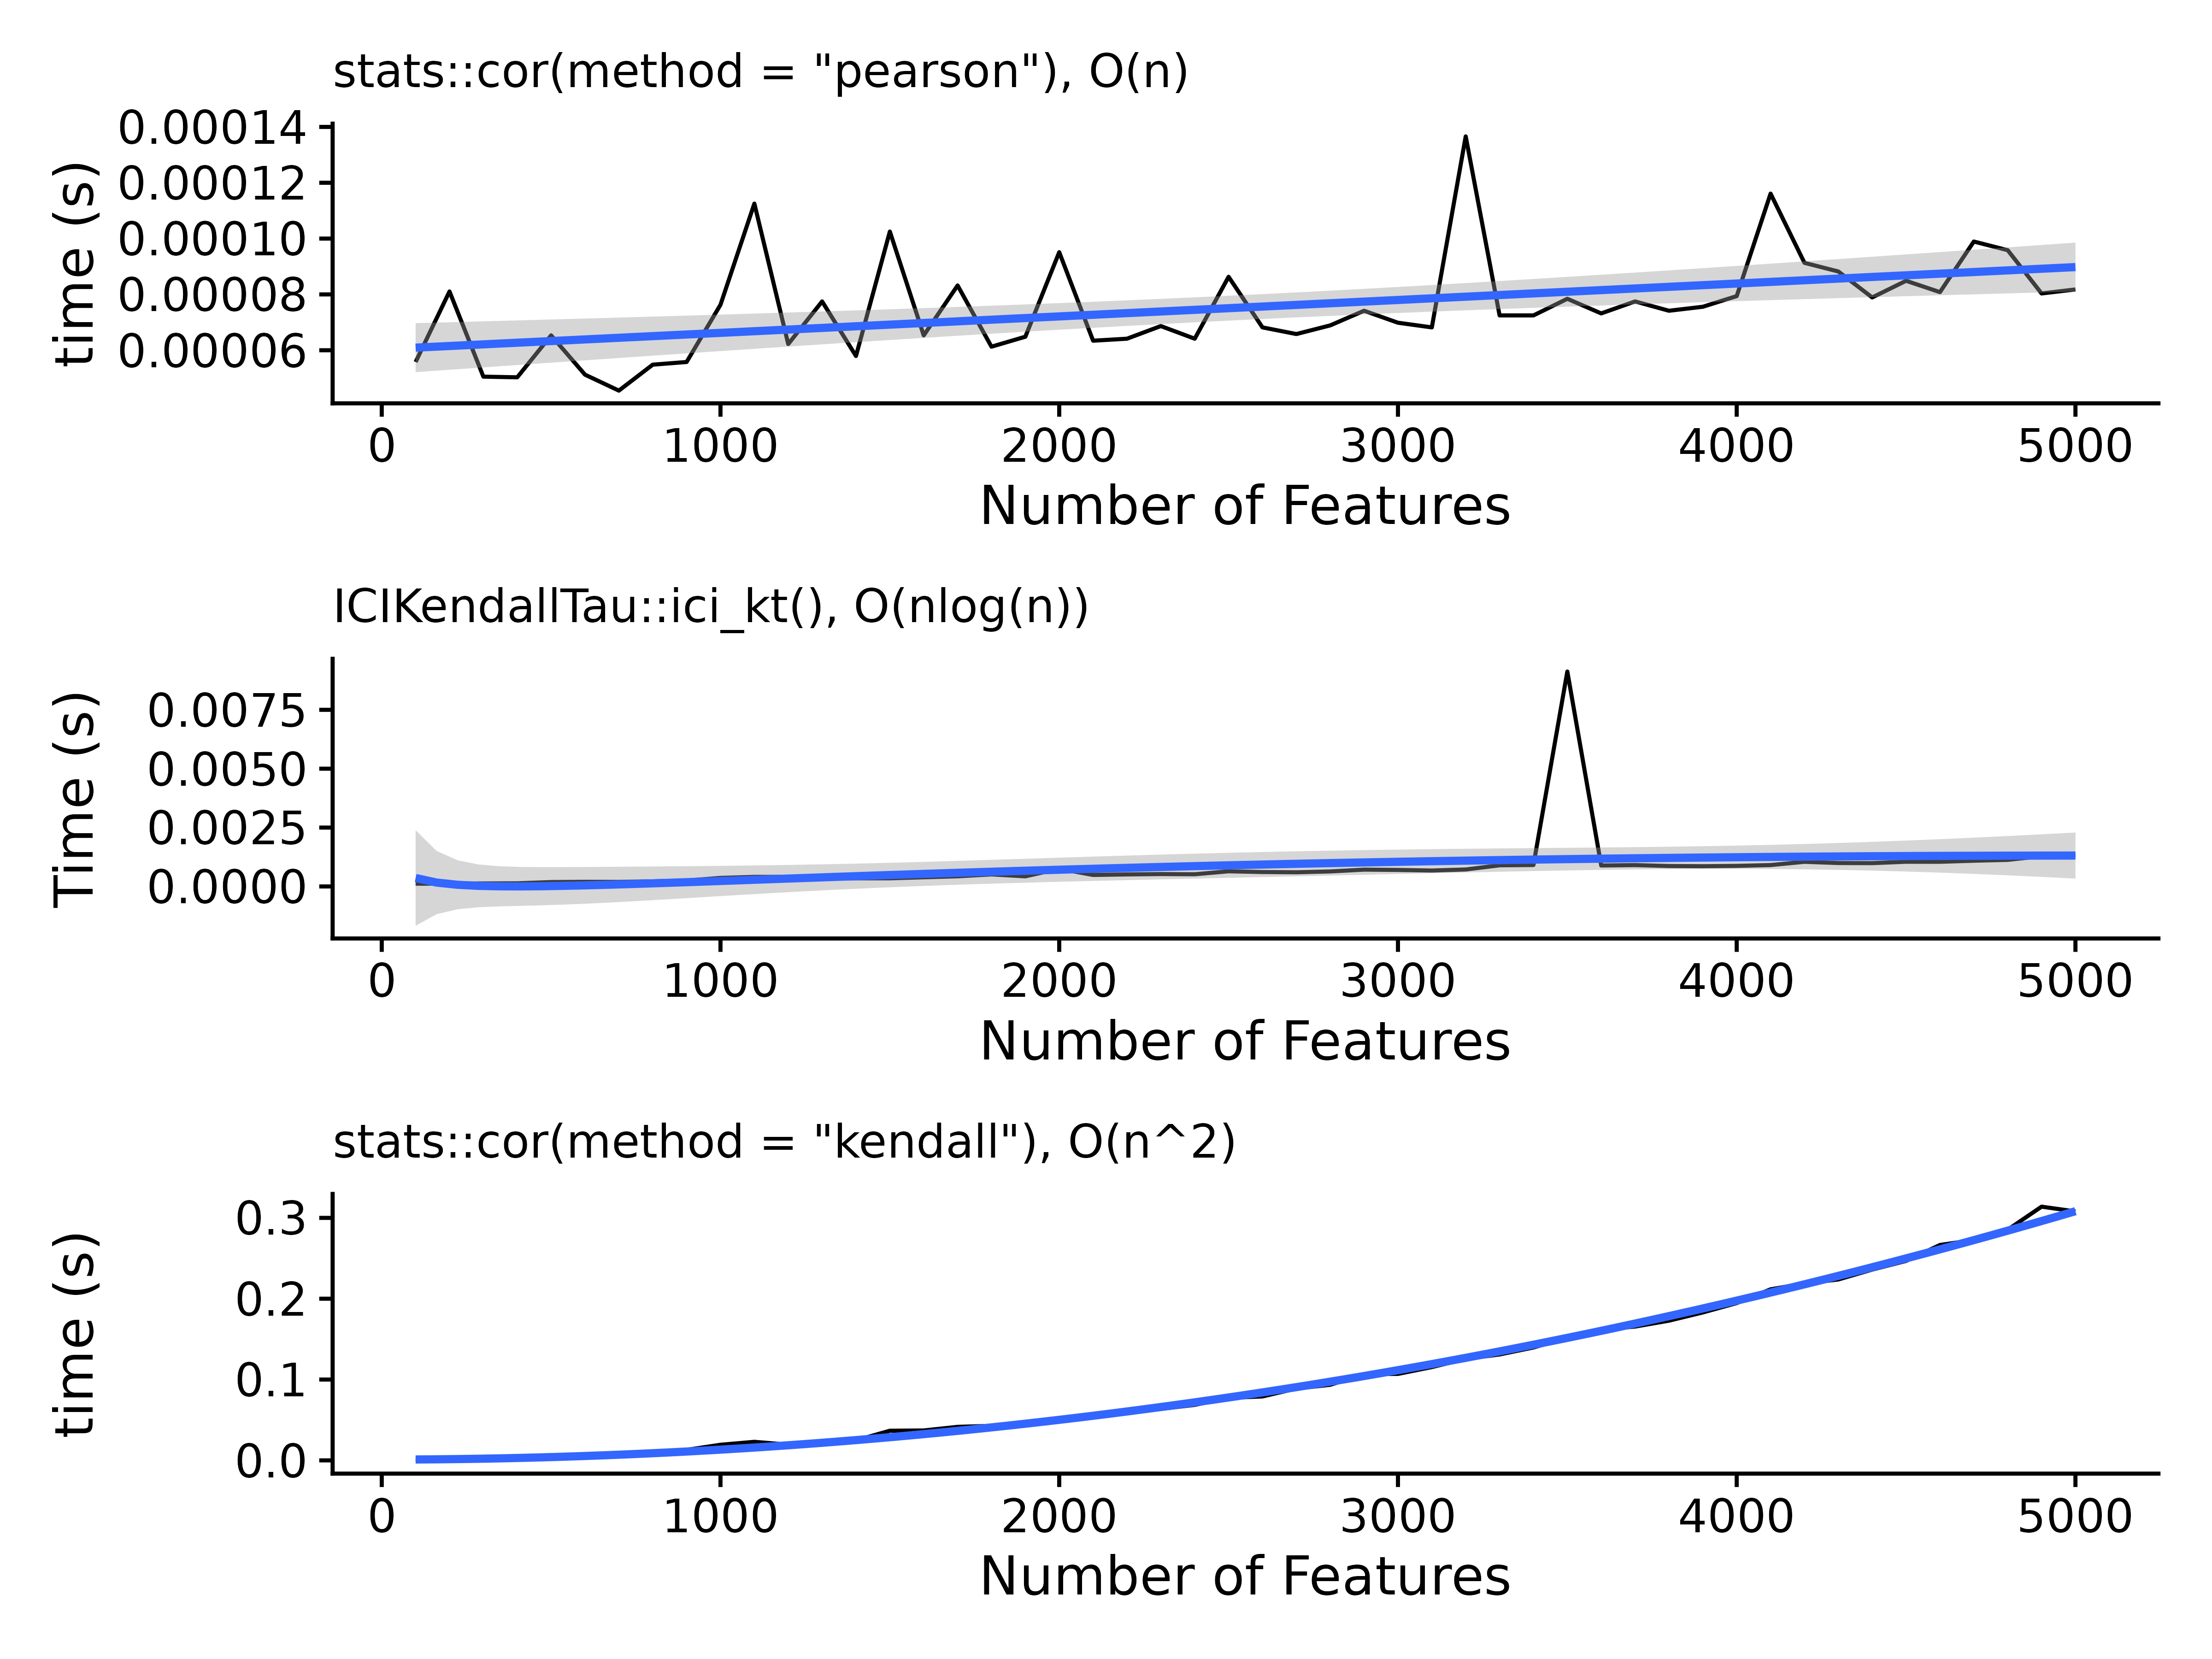 stats::cor(method = "pearson"), O(n)
time (s)
0.00014
0.00012
0.00010
0.00008
0.00006
0 1000 2000 3000 4000 5000
Number of Features
ICIKendallTau::ici_kt(), O(nlog(n))
Time (s)
0.0075
0.0050
0.0025
0.0000
0 1000 2000 3000 4000 5000
Number of Features
stats::cor(method = "kendall"), O(n^2)
time (s)
0.3
0.2
0.1
0.0
0 1000 2000 3000 4000 5000
Number of Features